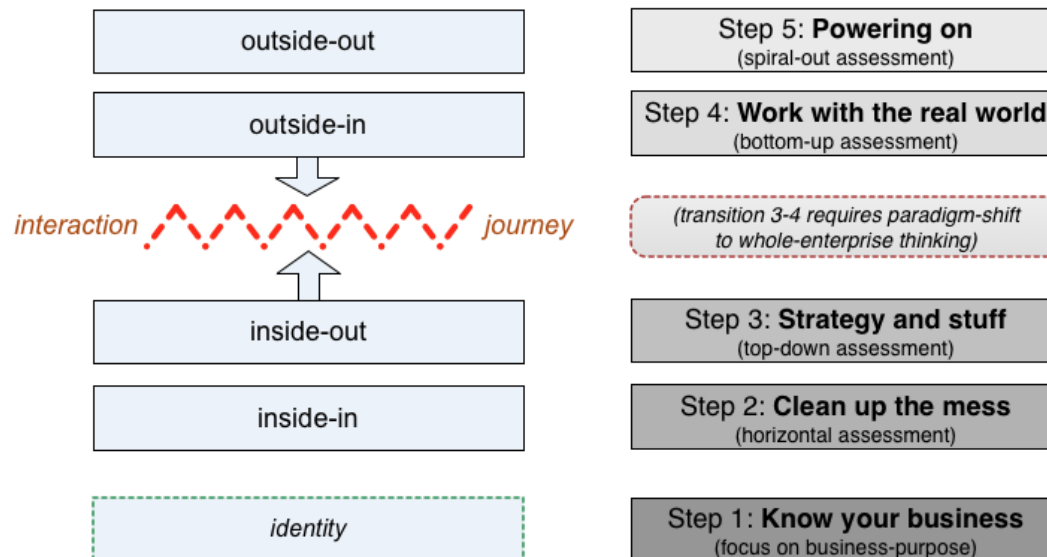 outside-out
Step 5: Powering on
(spiral-out assessment)
outside-in
Step 4: Work with the real world
(bottom-up assessment)
interaction
journey
(transition 3-4 requires paradigm-shift
to whole-enterprise thinking)
inside-out
Step 3: Strategy and stuff
(top-down assessment)
inside-in
Step 2: Clean up the mess
(horizontal assessment)
identity
Step 1: Know your business
(focus on business-purpose)